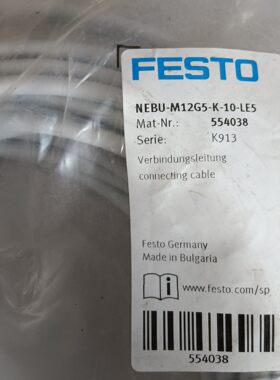 FESTO
NEBU-M12G5-K-10-LE5
Mat-Nr.: 554038
Serie: K913
Verbindungsleitung
connecting cable
Festo Germany
Made in Bulgaria
www.festo.com/sp
554038